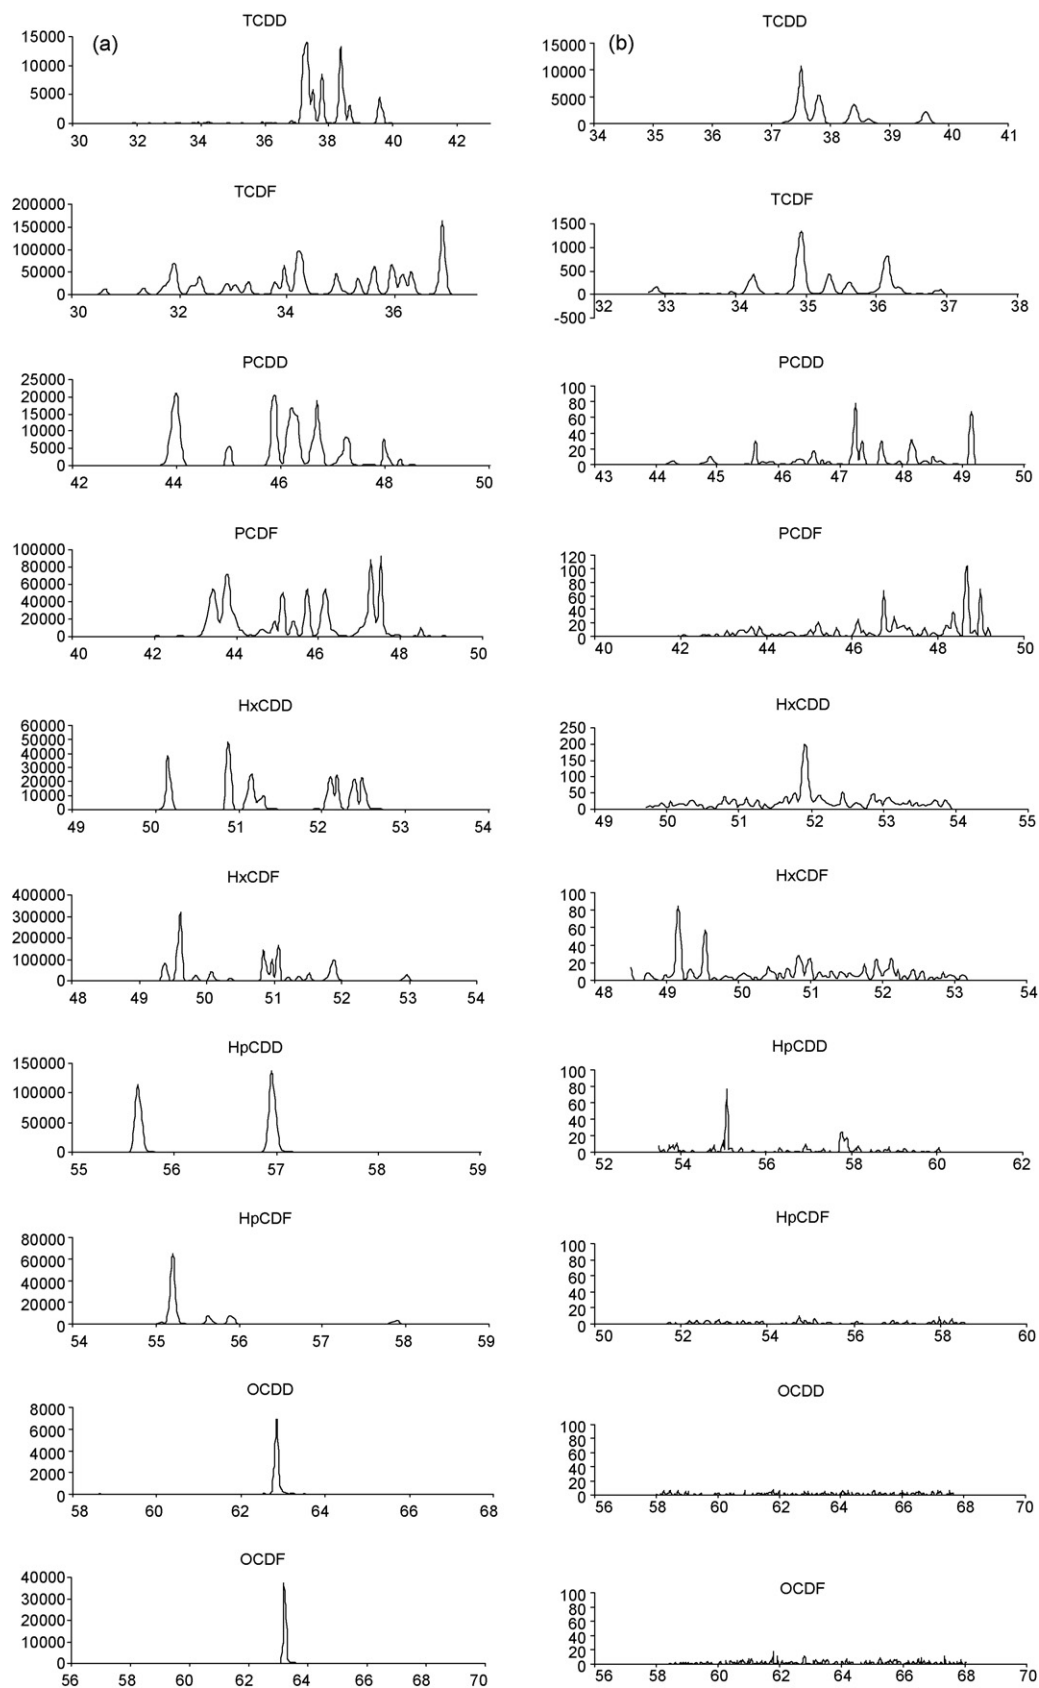 TCDD
(a)
15000
10000
5000
0
30 32 34 36 38 40 42
TCDF
200000
150000
100000
50000
0
30 32 34 36
PCDD
25000
20000
15000
10000
5000
0
42 44 46 48 50
PCDF
100000
80000
60000
40000
20000
0
42 44 46 48 50
HxCDD
60000
50000
40000
30000
20000
10000
0
49 50 51 52 53 54
HxCDF
400000
300000
200000
100000
0
48 49 50 51 52 53 54
HpCDD
150000
100000
50000
0
55 56 57 58 59
HpCDF
80000
60000
40000
20000
0
54 55 56 57 58 59
OCDD
8000
6000
4000
2000
0
58 60 62 64 66 68
OCDF
40000
30000
20000
10000
0
56 58 60 62 64 66 68 70
TCDD
(b)
15000
10000
5000
0
34 35 36 37 38 39 40 41
TCDF
1500
1000
500
0
-500
32 33 34 35 36 37 38
PCDD
100
80
60
40
20
0
43 44 45 46 47 48 49 50
PCDF
120
100
80
60
40
20
0
40 42 44 46 48 50
HxCDD
250
200
150
100
50
0
49 50 51 52 53 54 55
HxCDF
100
80
60
40
20
0
48 49 50 51 52 53 54
HpCDD
100
80
60
40
20
0
52 54 56 58 60 62
HpCDF
100
80
60
40
20
0
50 52 54 56 58 60
OCDD
100
80
60
40
20
0
56 58 60 62 64 66 68 70
OCDF
100
80
60
40
20
0
56 58 60 62 64 66 68 70